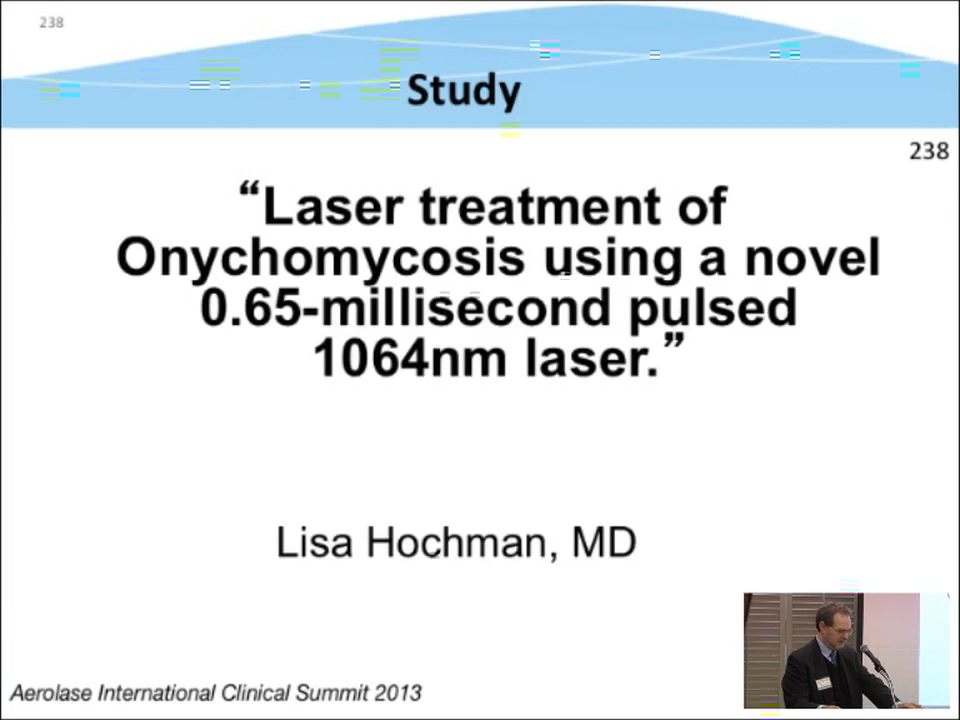 238
Study
238
“Laser treatment of
Onychomycosis using a novel
0.65-millisecond pulsed
1064nm laser.”
Lisa Hochman, MD
Aerolase International Clinical Summit 2013